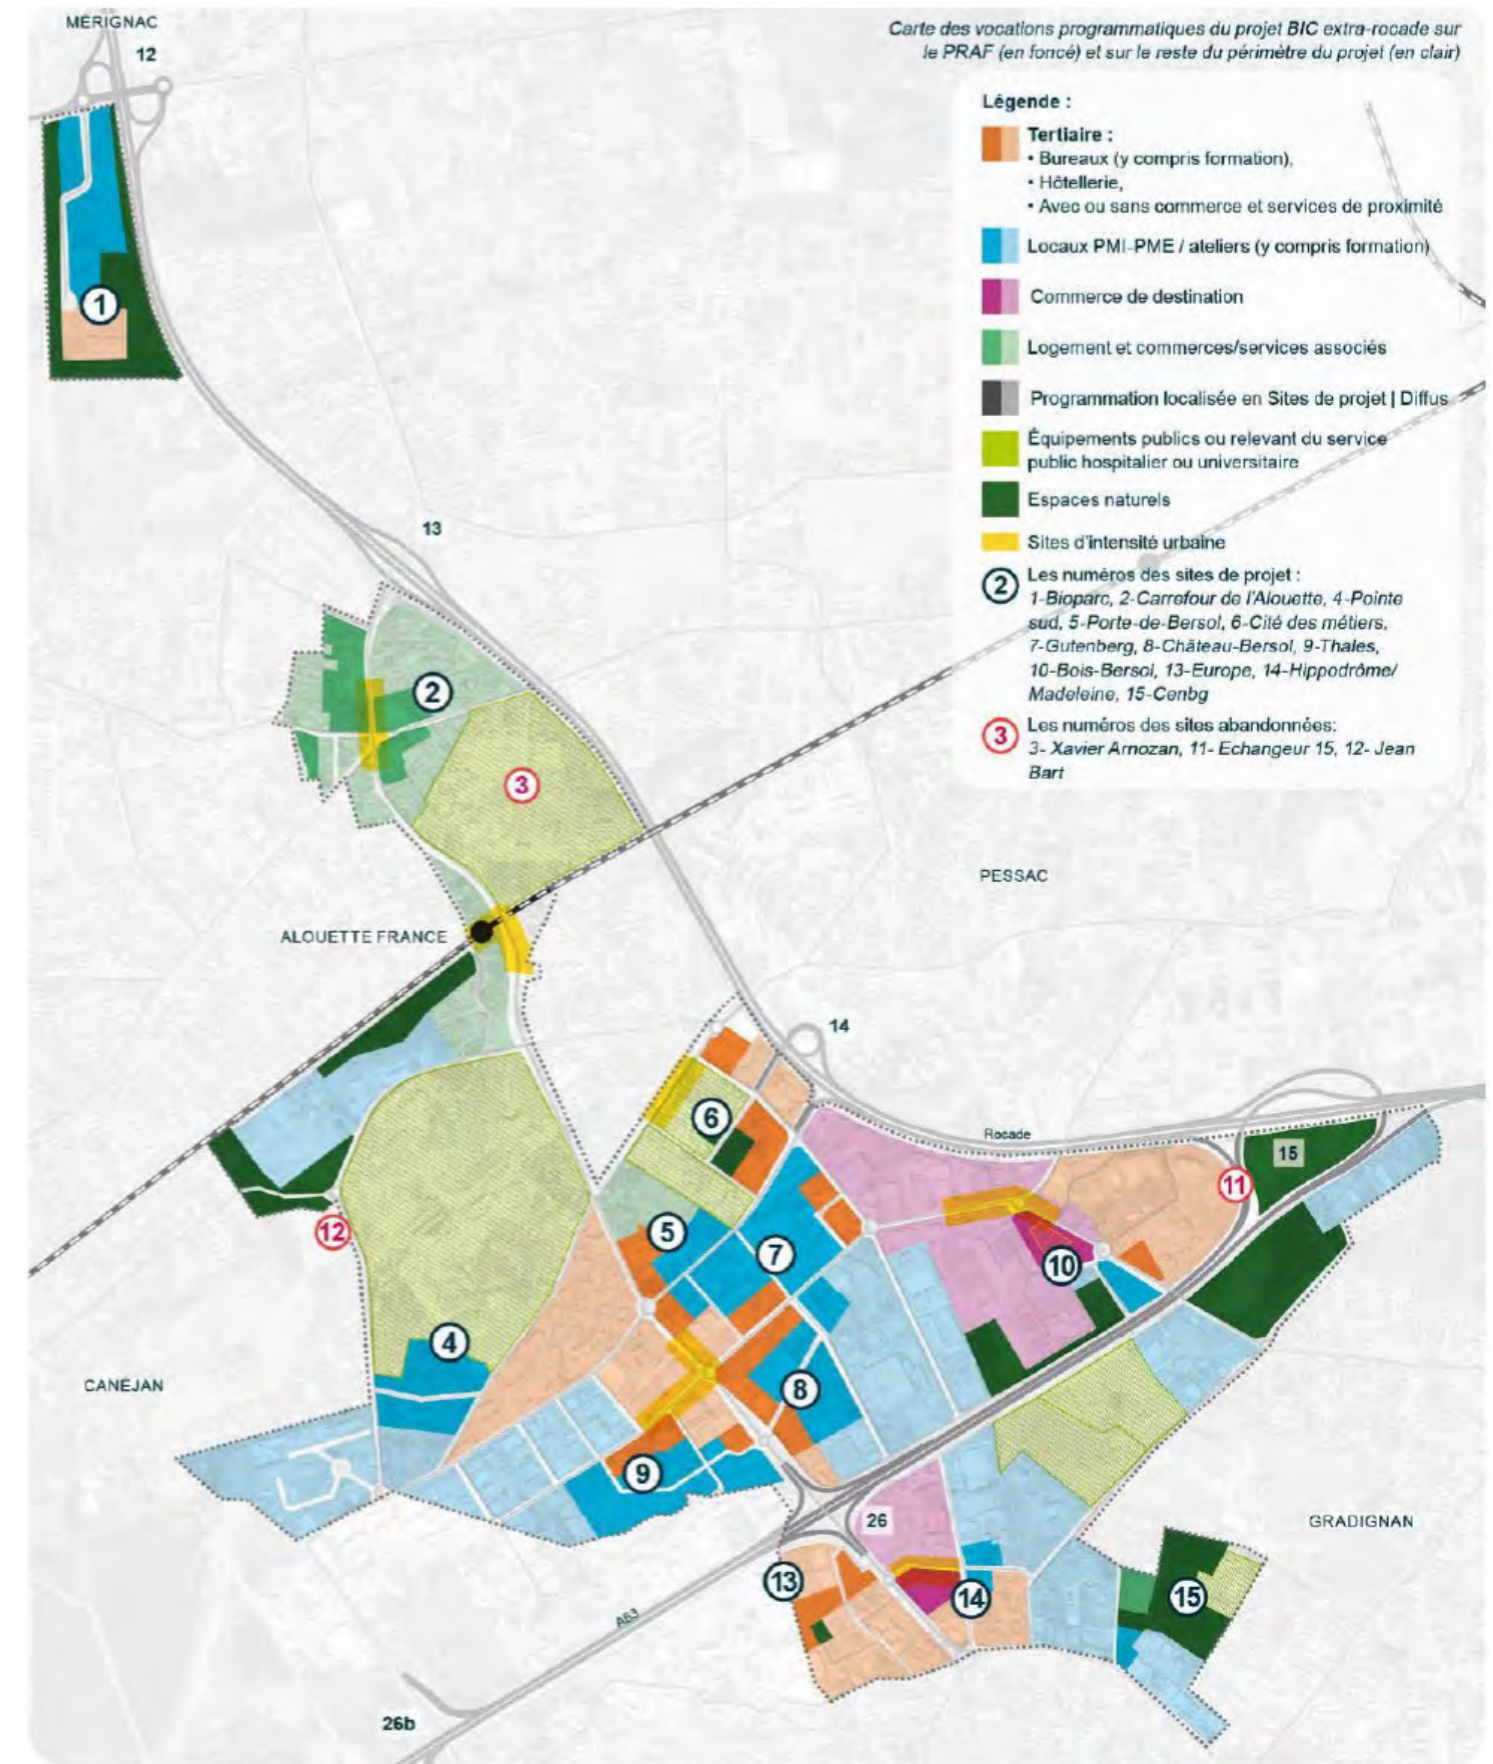 MÉRIGNAC
12
Carte des vocations programmatiques du projet BIC extra-rocade sur
le PRAF (en foncé) et sur le reste du périmètre du projet (en clair)
Légende :
Tertiaire :
• Bureaux (y compris formation),
• Hôtellerie,
• Avec ou sans commerce et services de proximité
Locaux PMI-PME / ateliers (y compris formation)
Commerce de destination
Logement et commerces/services associés
Programmation localisée en Sites de projet | Diffus
Équipements publics ou relevant du service
public hospitalier ou universitaire
Espaces naturels
Sites d'intensité urbaine
2
Les numéros des sites de projet :
1-Bioparc, 2-Carrefour de l'Alouette, 4-Pointe
sud, 5-Porte-de-Bersol, 6-Cité des métiers,
7-Gutenberg, 8-Château-Bersol, 9-Thales,
10-Bois-Bersol, 13-Europe, 14-Hippodrôme/
Madeleine, 15-Cenbg
3
Les numéros des sites abandonnées:
3- Xavier Arnozan, 11- Echangeur 15, 12- Jean
Bart
1
13
2
3
PESSAC
ALOUETTE FRANCE
14
6
Rocade
15
11
12
5
7
10
4
CANÉJAN
8
9
26
GRADIGNAN
13
14
15
A63
26b